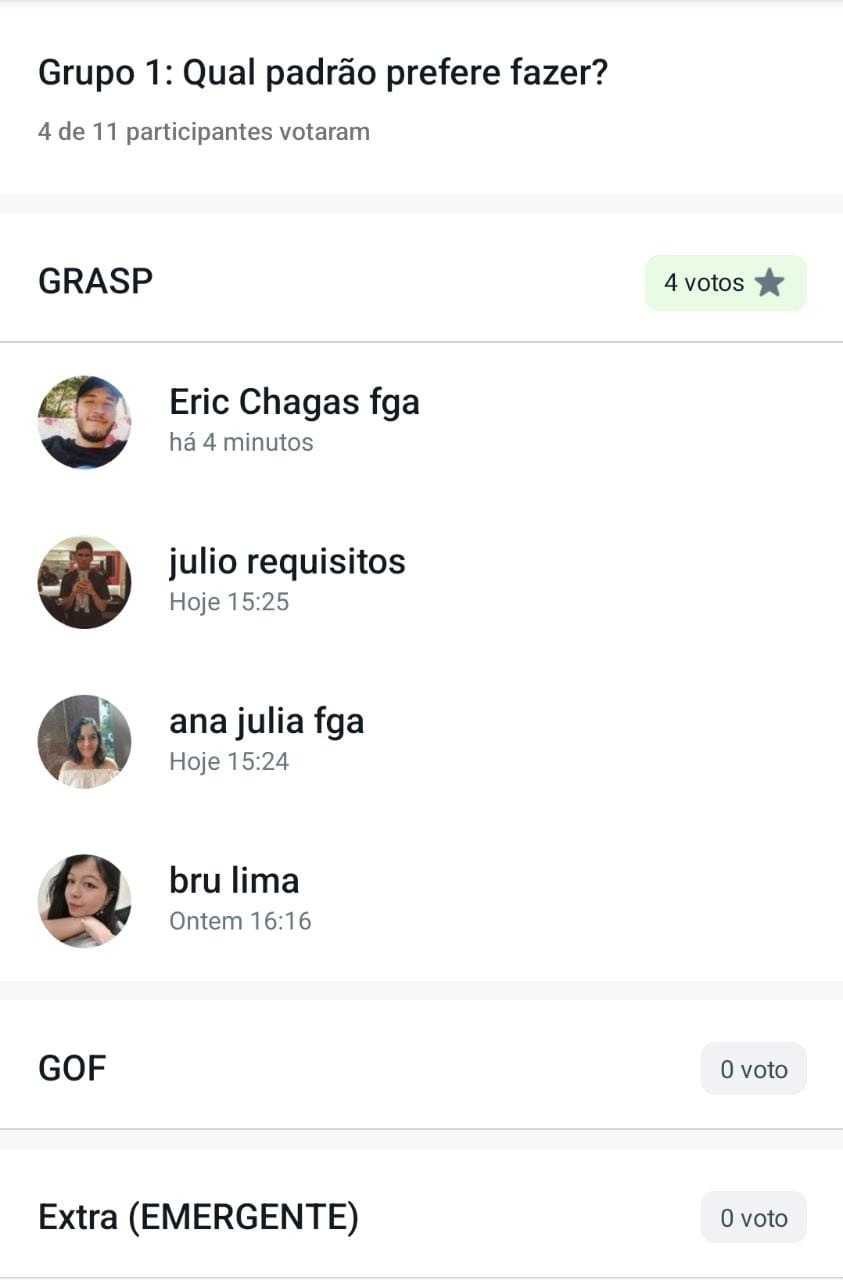 Grupo 1: Qual padrão prefere fazer?
4 de 11 participantes votaram
GRASP
4 votos
Eric Chagas fga
há 4 minutos
julio requisitos
Hoje 15:25
ana julia fga
Hoje 15:24
bru lima
Ontem 16:16
GOF
0 voto
Extra (EMERGENTE)
0 voto